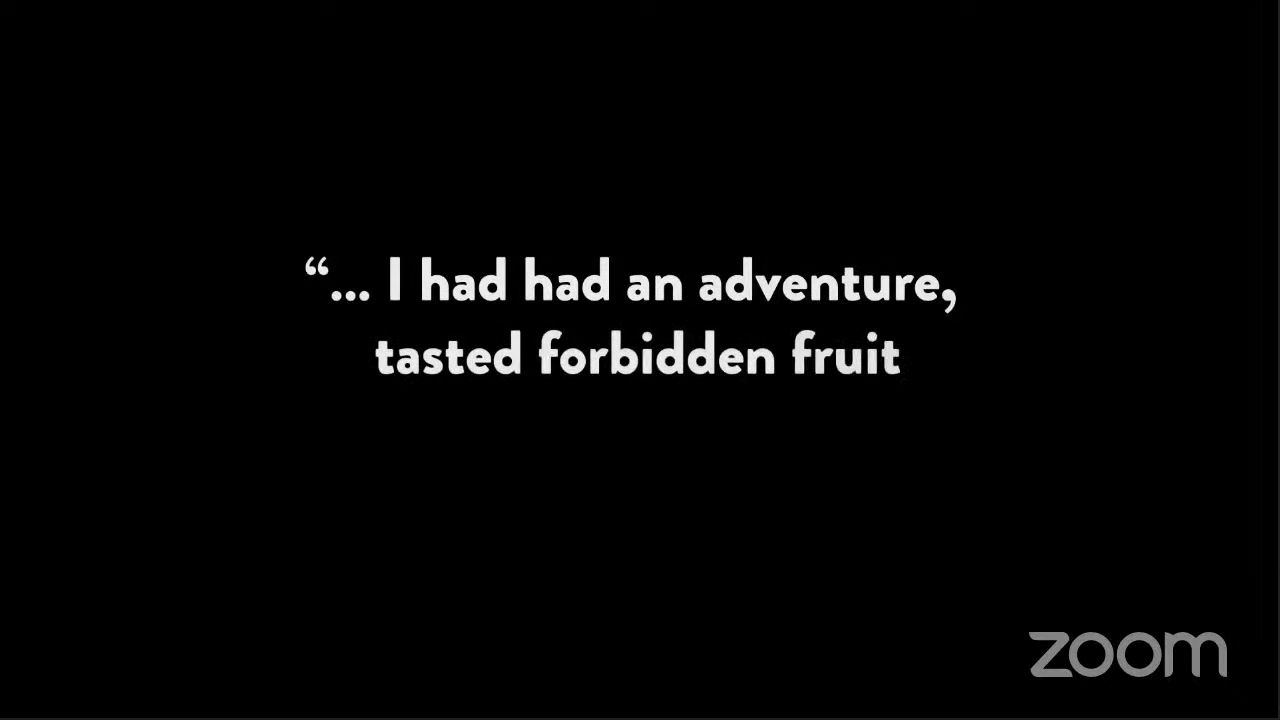 “... I had had an adventure,
tasted forbidden fruit
zoom